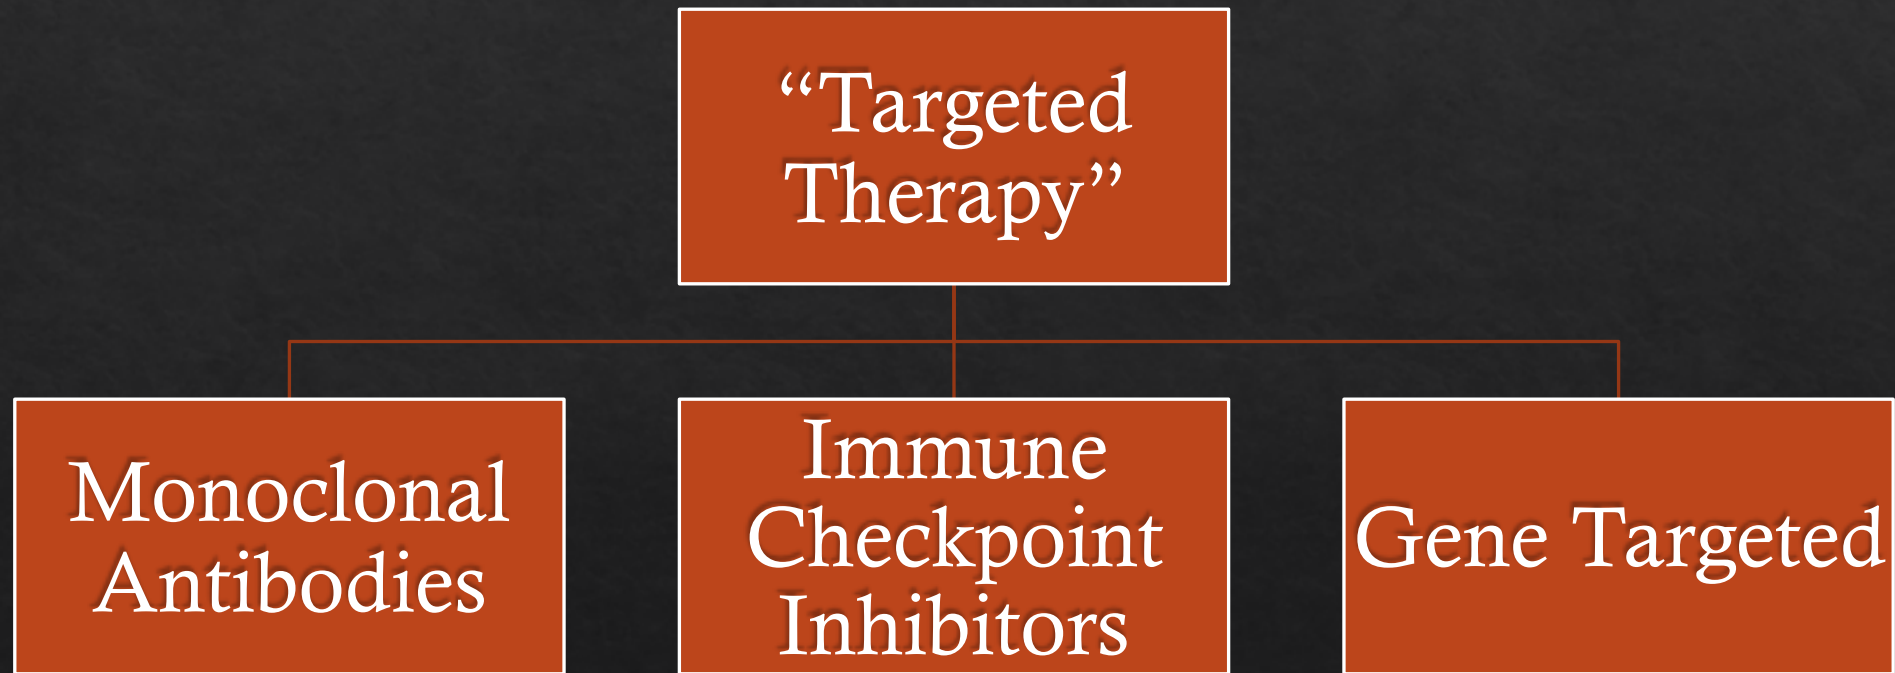 “Targeted
Therapy”
Monoclonal
Antibodies
Immune
Checkpoint
Inhibitors
Gene Targeted